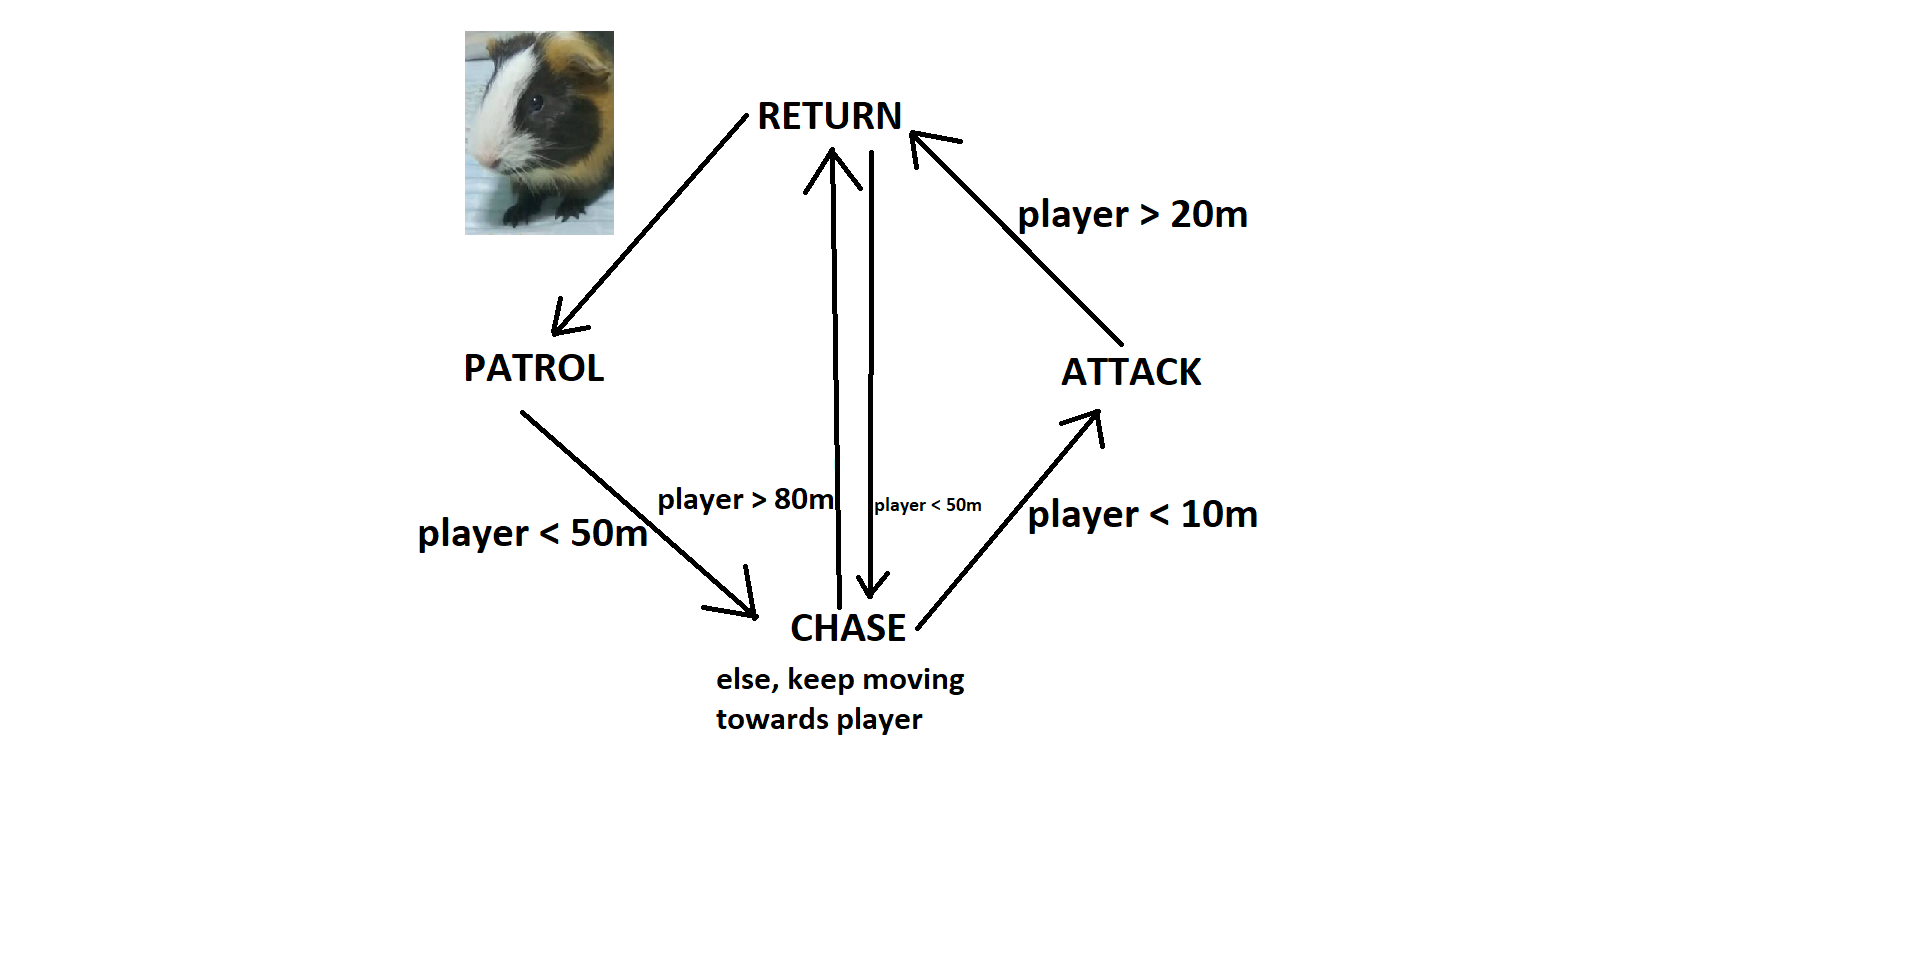 RETURN
player > 20m
PATROL
ATTACK
player > 80m
player < 50m
player < 50m
player < 10m
CHASE
else, keep moving
towards player